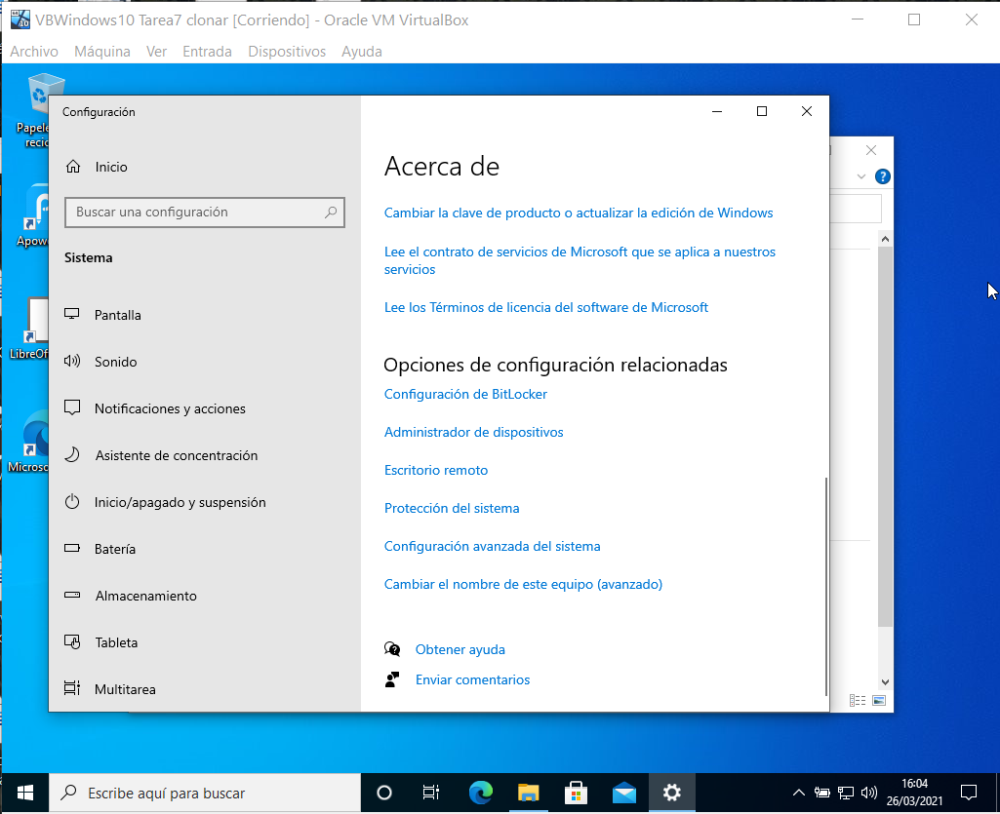 VBWindows10 Tarea7 clonar [Corriendo] - Oracle VM VirtualBox
Archivo Máquina Ver Entrada Dispositivos Ayuda
Configuración
Inicio
Buscar una configuración
Sistema
Pantalla
Sonido
Notificaciones y acciones
Asistente de concentración
Inicio/apagado y suspensión
Batería
Almacenamiento
Tableta
Multitarea
Acerca de
Cambiar la clave de producto o actualizar la edición de Windows
Lee el contrato de servicios de Microsoft que se aplica a nuestros
servicios
Lee los Términos de licencia del software de Microsoft
Opciones de configuración relacionadas
Configuración de BitLocker
Administrador de dispositivos
Escritorio remoto
Protección del sistema
Configuración avanzada del sistema
Cambiar el nombre de este equipo (avanzado)
Obtener ayuda
Enviar comentarios
Escribe aquí para buscar
16:04
26/03/2021